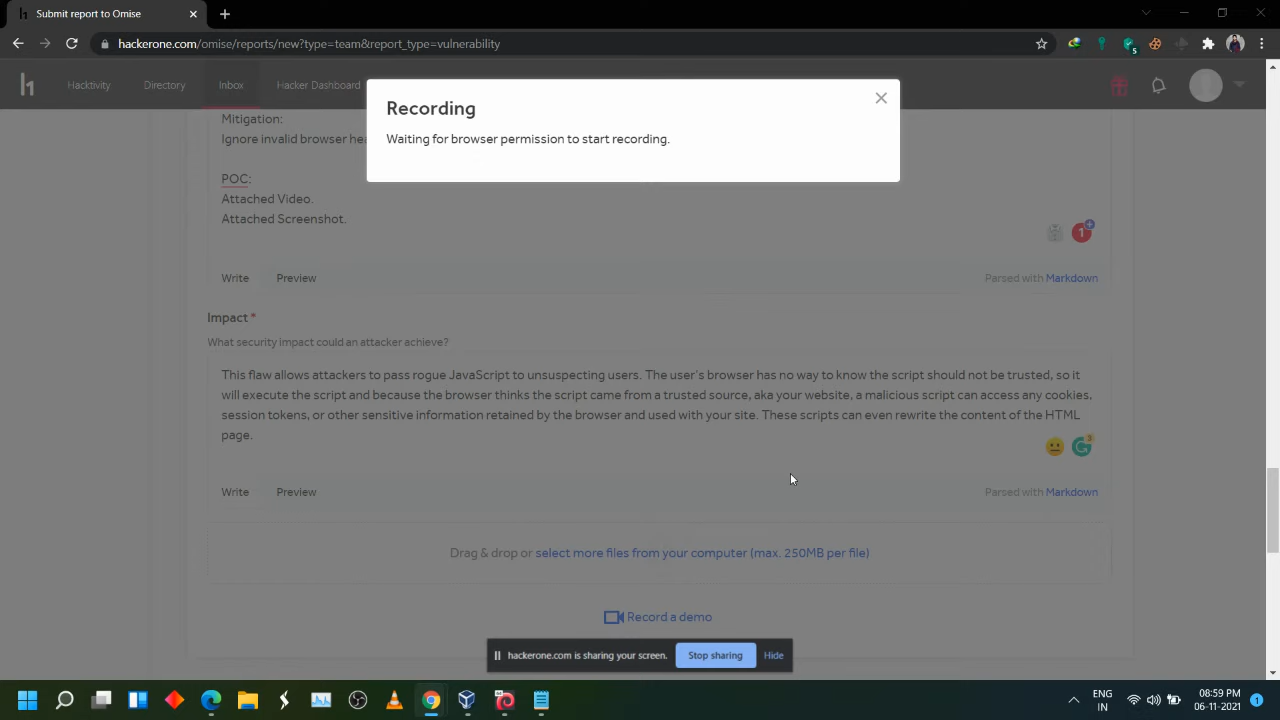 Submit report to Omise
hackerone.com/omise/reports/new?type=team&report_type=vulnerability
5
Hacktivity
Directory
Inbox
Hacker Dashboard
Recording
Waiting for browser permission to start recording.
Mitigation:
Ignore invalid browser hea
POC:
Attached Video.
Attached Screenshot.
1
Write
Preview
Parsed with Markdown
Impact *
What security impact could an attacker achieve?
This flaw allows attackers to pass rogue JavaScript to unsuspecting users. The user's browser has no way to know the script should not be trusted, so it
will execute the script and because the browser thinks the script came from a trusted source, aka your website, a malicious script can access any cookies,
session tokens, or other sensitive information retained by the browser and used with your site. These scripts can even rewrite the content of the HTML
page.
3
Write
Preview
Parsed with Markdown
Drag & drop or select more files from your computer (max. 250MB per file)
Record a demo
hackerone.com is sharing your screen.
Stop sharing
Hide
ENG
IN
08:59 PM
06-11-2021
1